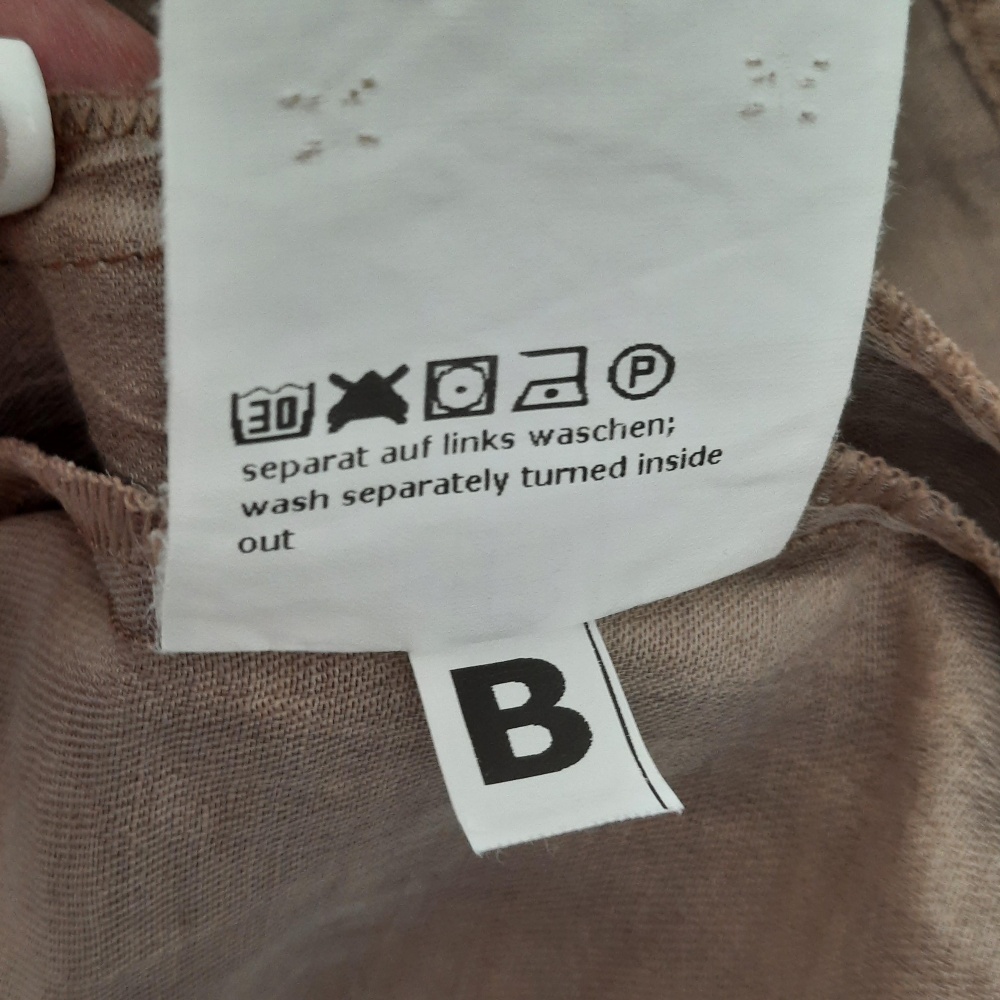 30 P
separat auf links waschen;
wash separately turned inside
out
B